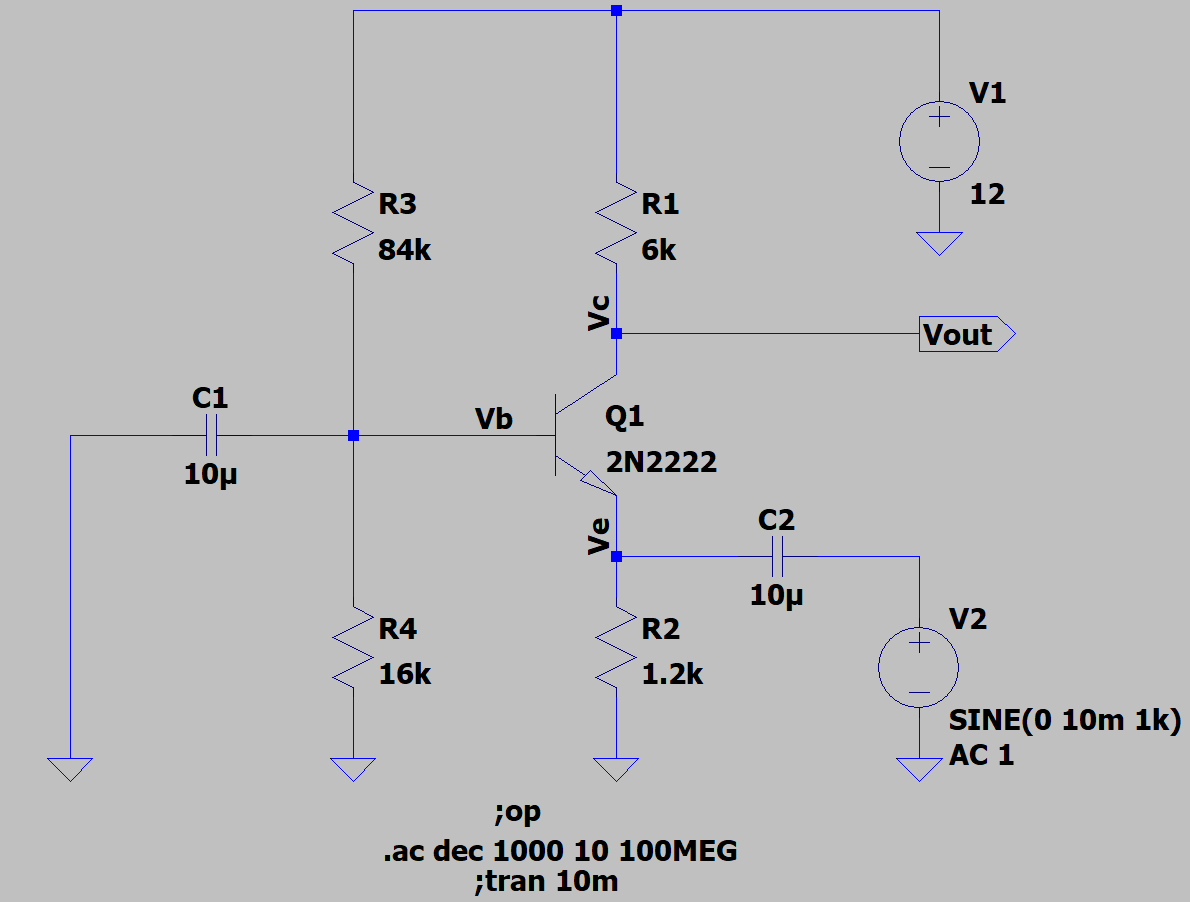 V1
12
R3
84k
R1
6k
Vc
Vout
C1
10µ
Vb
Q1
2N2222
Ve
C2
10µ
R4
16k
R2
1.2k
V2
SINE(0 10m 1k)
AC 1
;op
.ac dec 1000 10 100MEG
;tran 10m